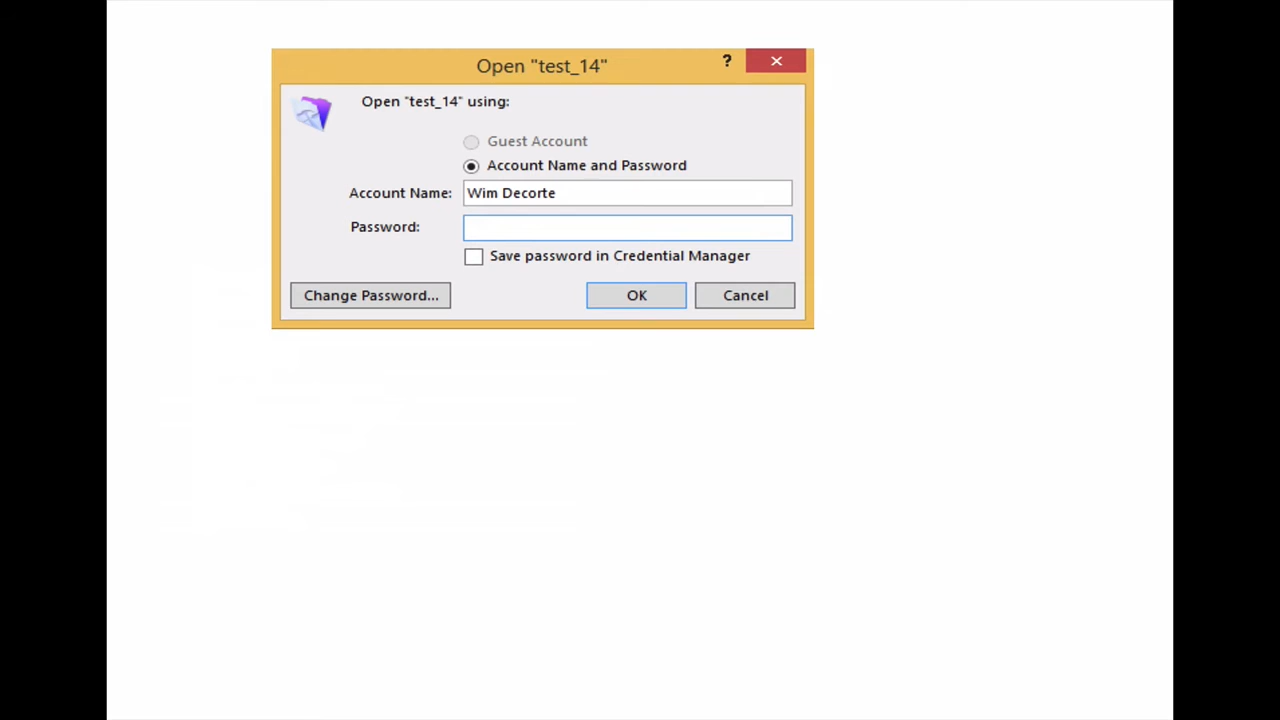 Open "test_14"
?
Open "test_14" using:
Guest Account
Account Name and Password
Account Name: Wim Decorte
Password:
Save password in Credential Manager
Change Password... OK Cancel